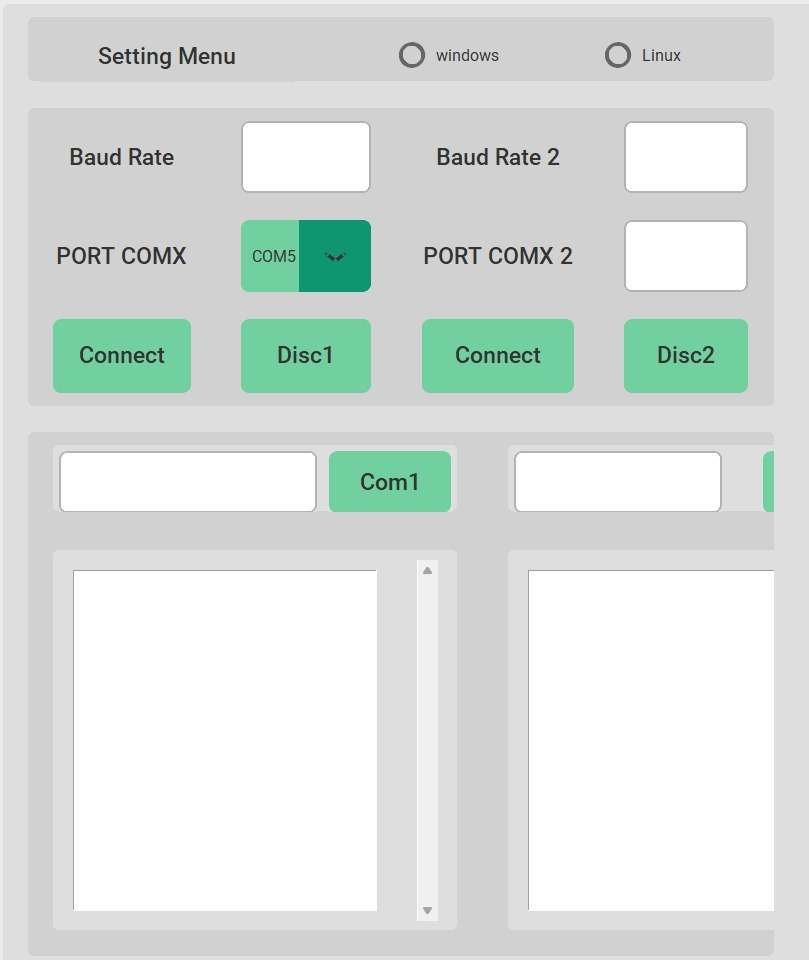 Setting Menu
windows
Linux
Baud Rate
Baud Rate 2
PORT COMX
COM5
PORT COMX 2
Connect
Disc1
Connect
Disc2
Com1